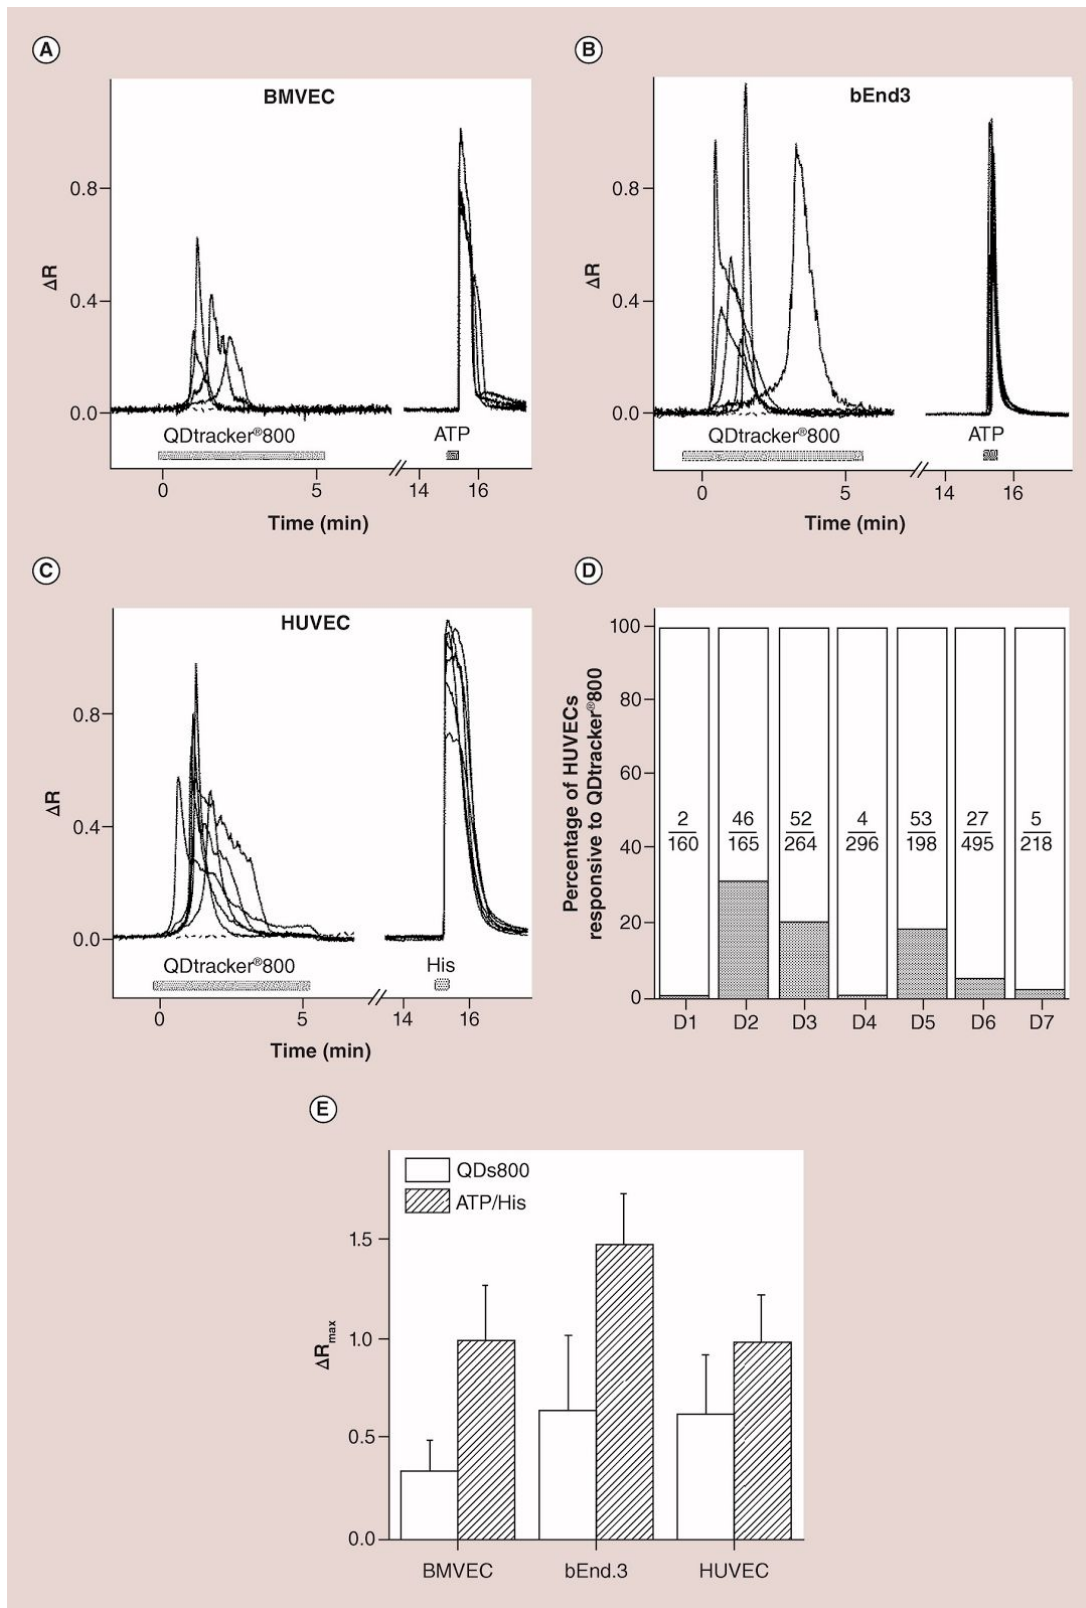 A
BMVEC
ΔR
0.8
0.4
0.0
QDtracker®800
ATP
0
5
14
16
Time (min)
B
bEnd3
ΔR
0.8
0.4
0.0
QDtracker®800
ATP
0
5
14
16
Time (min)
C
HUVEC
ΔR
0.8
0.4
0.0
QDtracker®800
His
0
5
14
16
Time (min)
D
Percentage of HUVECs
responsive to QDtracker®800
100
80
60
40
20
0
2
160
46
165
52
264
4
296
53
198
27
495
5
218
D1
D2
D3
D4
D5
D6
D7
E
QDs800
ATP/His
ΔRmax
1.5
1.0
0.5
0.0
BMVEC
bEnd.3
HUVEC